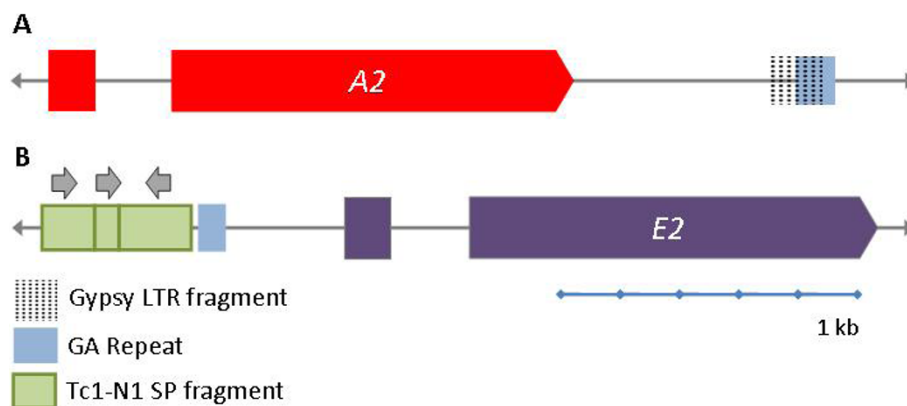 A
A2
B
E2
Gypsy LTR fragment
1 kb
GA Repeat
Tc1-N1 SP fragment